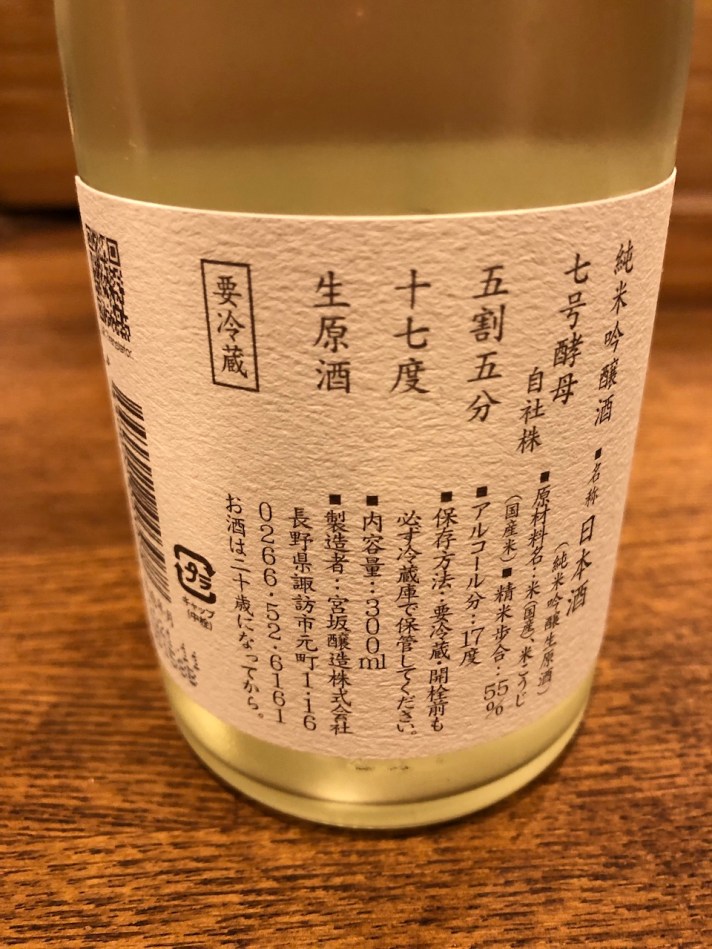 純米吟醸酒
七号酵母
自社株
五割五分
十七度
生原酒
要冷蔵
■名称 日本酒
(純米吟醸生原酒)
■原材料名:米(国産)、米こうじ
(国産米) ■精米歩合:55%
■アルコール分:17度
■保存方法:要冷蔵・開栓前も
必ず冷蔵庫で保管してください。
■内容量:300ml
■製造者:宮坂醸造株式会社
長野県諏訪市元町1-16
0266-52-6161
お酒は二十歳になってから。
プラ
キャップ
(中栓)